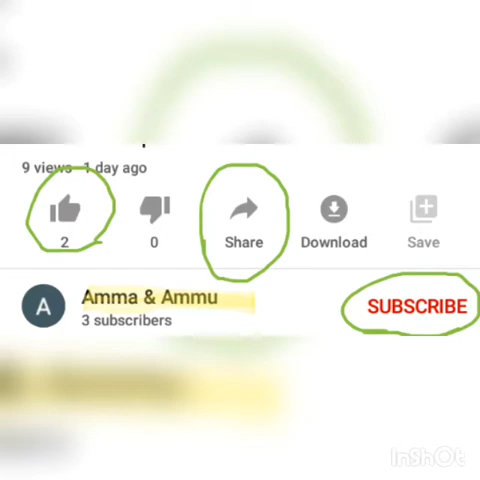 9 views · 1 day ago
2
0
Share
Download
Save
A
Amma & Ammu
3 subscribers
SUBSCRIBE
InShOt